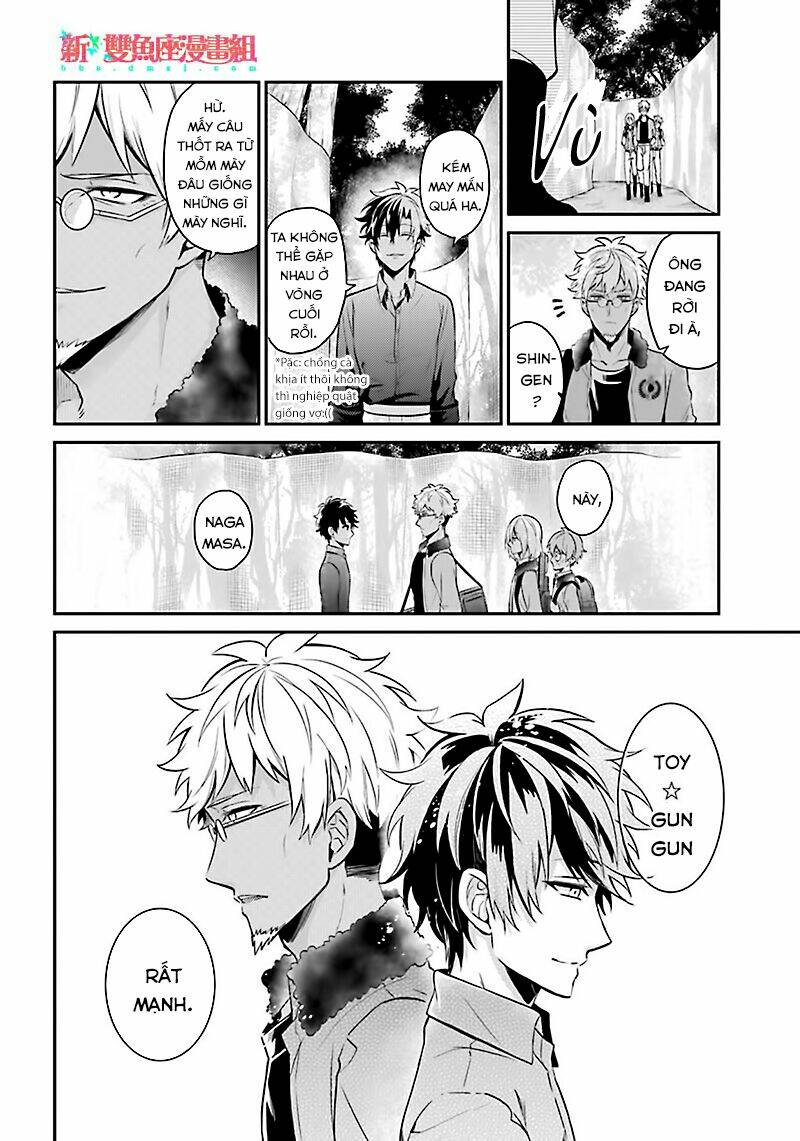 新☆雙魚座漫畫組
bbs.dmzj.com
Vì
ÔNG
ĐANG
RỜI
ĐI À,
SHIN-
GEN
?
KÉM
MAY MẮN
QUÁ HA.
TA KHÔNG
THỂ GẶP
NHAU Ở
VÒNG
CUỐI
RỒI.
*Pặc: chồng cà
khịa ít thôi không
thì nghiệp quật
giống vợ:((
HỪ.
MẤY CÂU
THỐT RA TỪ
MỒM MÀY
ĐÂU GIỐNG
NHỮNG GÌ
MÀY NGHĨ.
NÀY,
NAGA
MASA.
TOY
☆
GUN
GUN
RẤT
MẠNH.